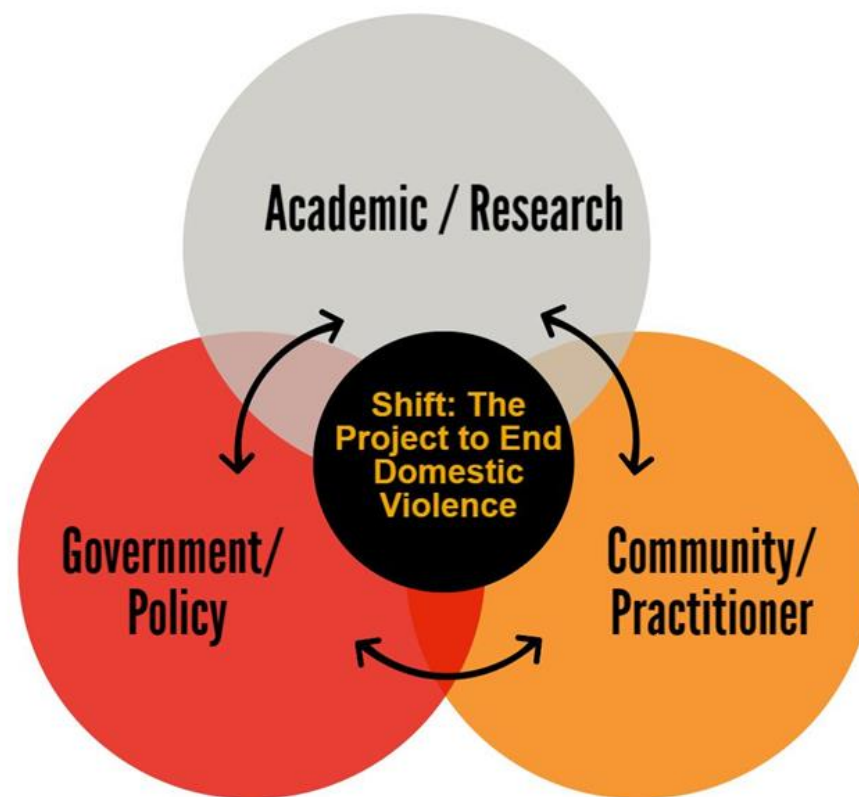 Academic / Research
Shift: The
Project to End
Domestic
Violence
Government/
Policy
Community/
Practitioner